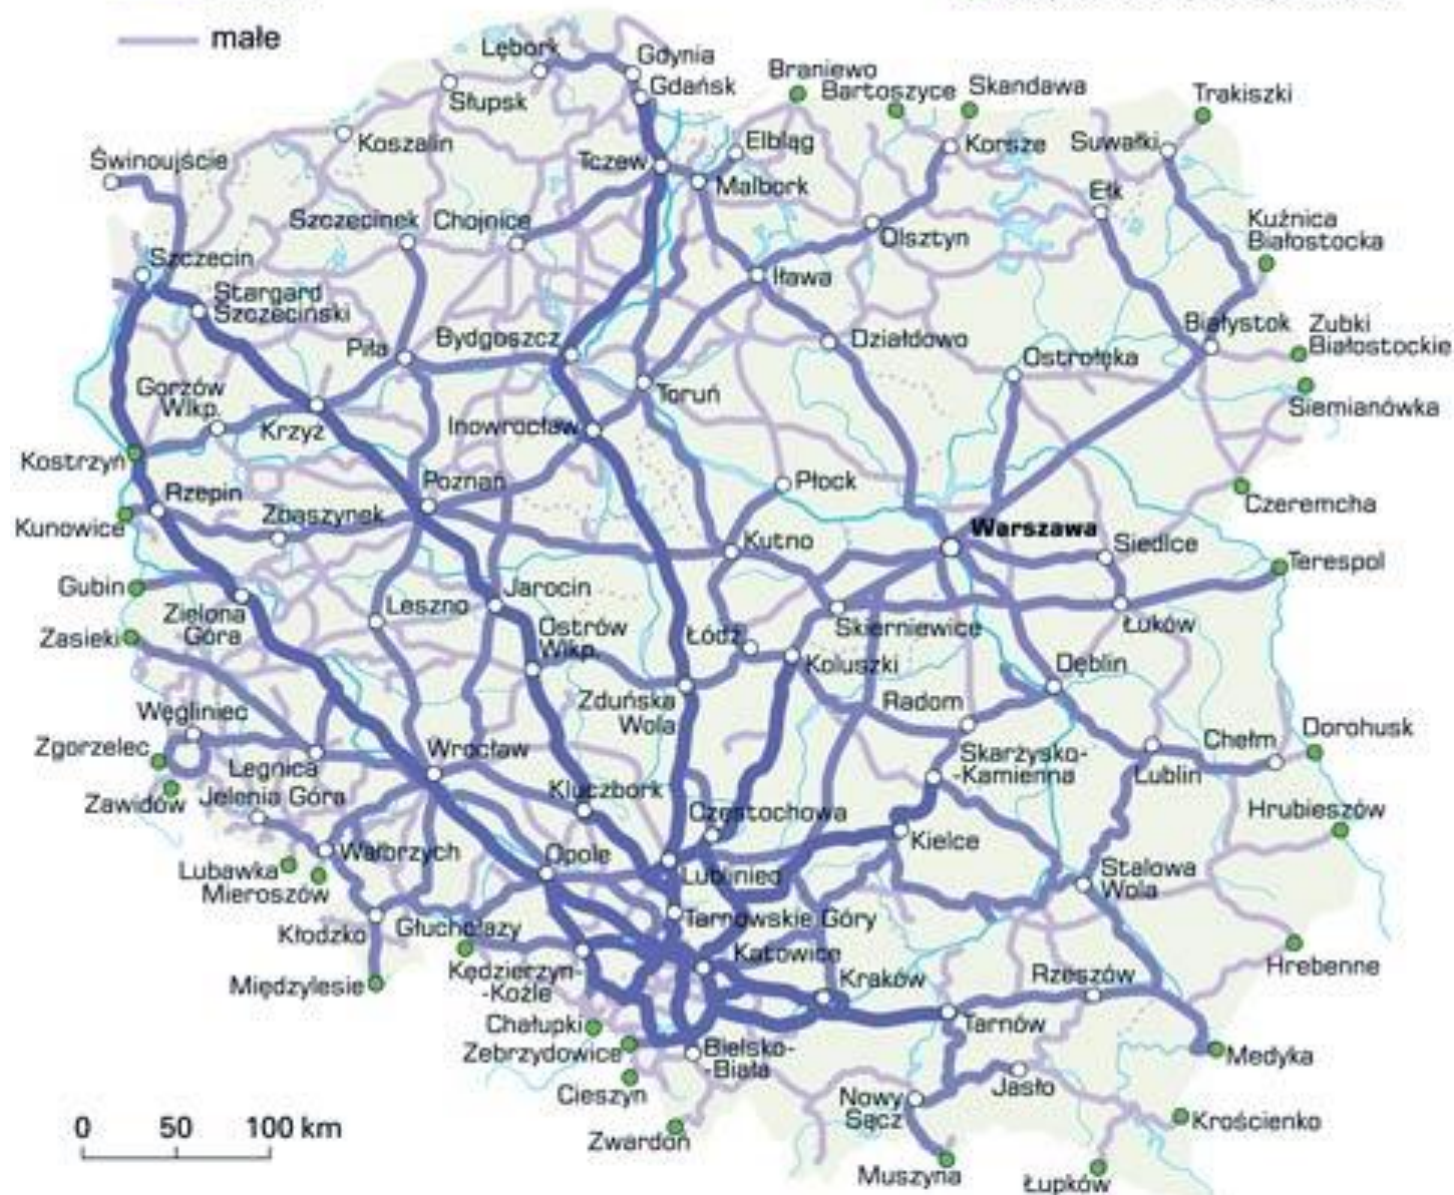 małe
Lębork
Gdynia
Gdańsk
Słupsk
Braniewo
Bartoszyce
Skandawa
Trakiszki
Koszalin
Elbląg
Korsze
Suwałki
Świnoujście
Tczew
Malbork
Ełk
Szczecinek
Chojnice
Olsztyn
Kuźnica
Białostocka
Szczecin
Iława
Stargard
Szczeciński
Białystok
Zubki
Białostockie
Piła
Bydgoszcz
Działdowo
Ostrołęka
Gorzów
Wlkp.
Toruń
Siemianówka
Krzyż
Inowrocław
Kostrzyn
Rzepin
Poznań
Płock
Czeremcha
Kunowice
Zbąszynek
Warszawa
Kutno
Siedlce
Terespol
Gubin
Jarocin
Leszno
Zielona
Góra
Zasieki
Ostrów
Wlkp.
Łódź
Skierniewice
Łuków
Koluszki
Dęblin
Zduńska
Wola
Radom
Węgliniec
Zgorzelec
Wrocław
Skarżysko-
-Kamienna
Chełm
Dorohusk
Legnica
Lublin
Zawidów
Jelenia Góra
Kluczbork
Częstochowa
Hrubieszów
Wałbrzych
Kielce
Lubawka
Mieroszów
Opole
Lubliniec
Stalowa
Wola
Kłodzko
Głuchołazy
Tarnowskie Góry
Katowice
Hrebenne
Międzylesie
Kędzierzyn-
-Koźle
Kraków
Rzeszów
Chałupki
Tarnów
Zebrzydowice
Bielsko-
-Biała
Medyka
Cieszyn
Nowy
Sącz
Jasło
0 50 100 km
Zwardoń
Krościenko
Muszyna
Łupków